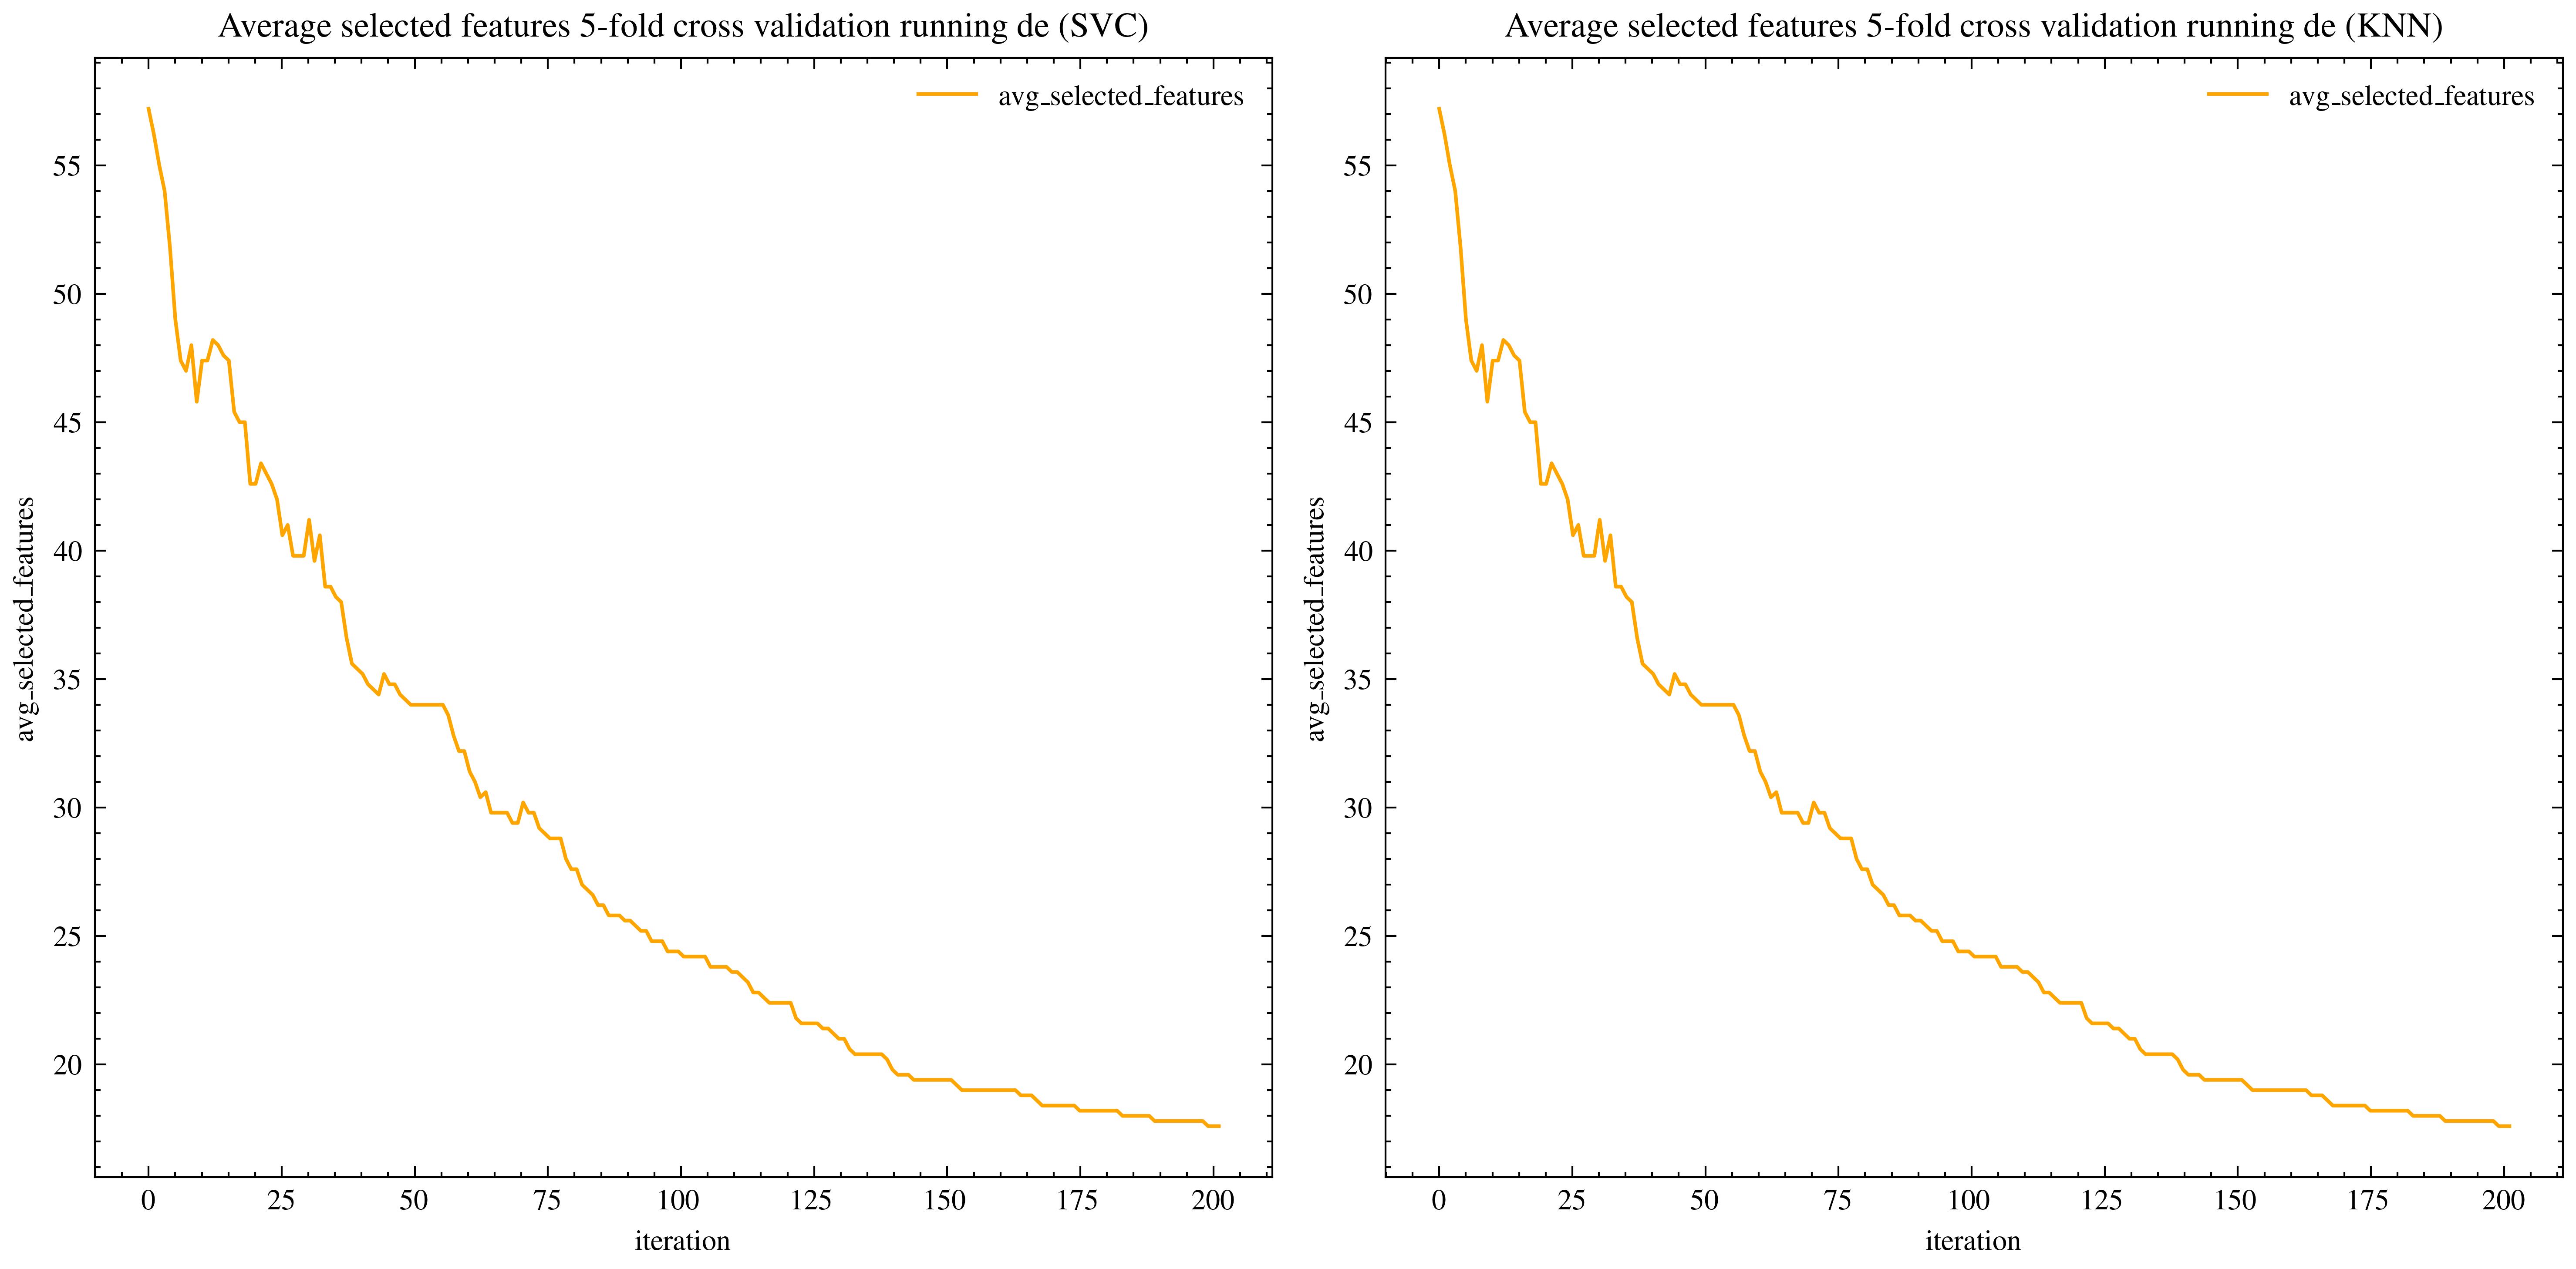 Average selected features 5-fold cross validation running de (SVC)
avg_selected_features
55
50
45
40
35
30
25
20
avg_selected_features
0 25 50 75 100 125 150 175 200
iteration
Average selected features 5-fold cross validation running de (KNN)
avg_selected_features
55
50
45
40
35
30
25
20
avg_selected_features
0 25 50 75 100 125 150 175 200
iteration